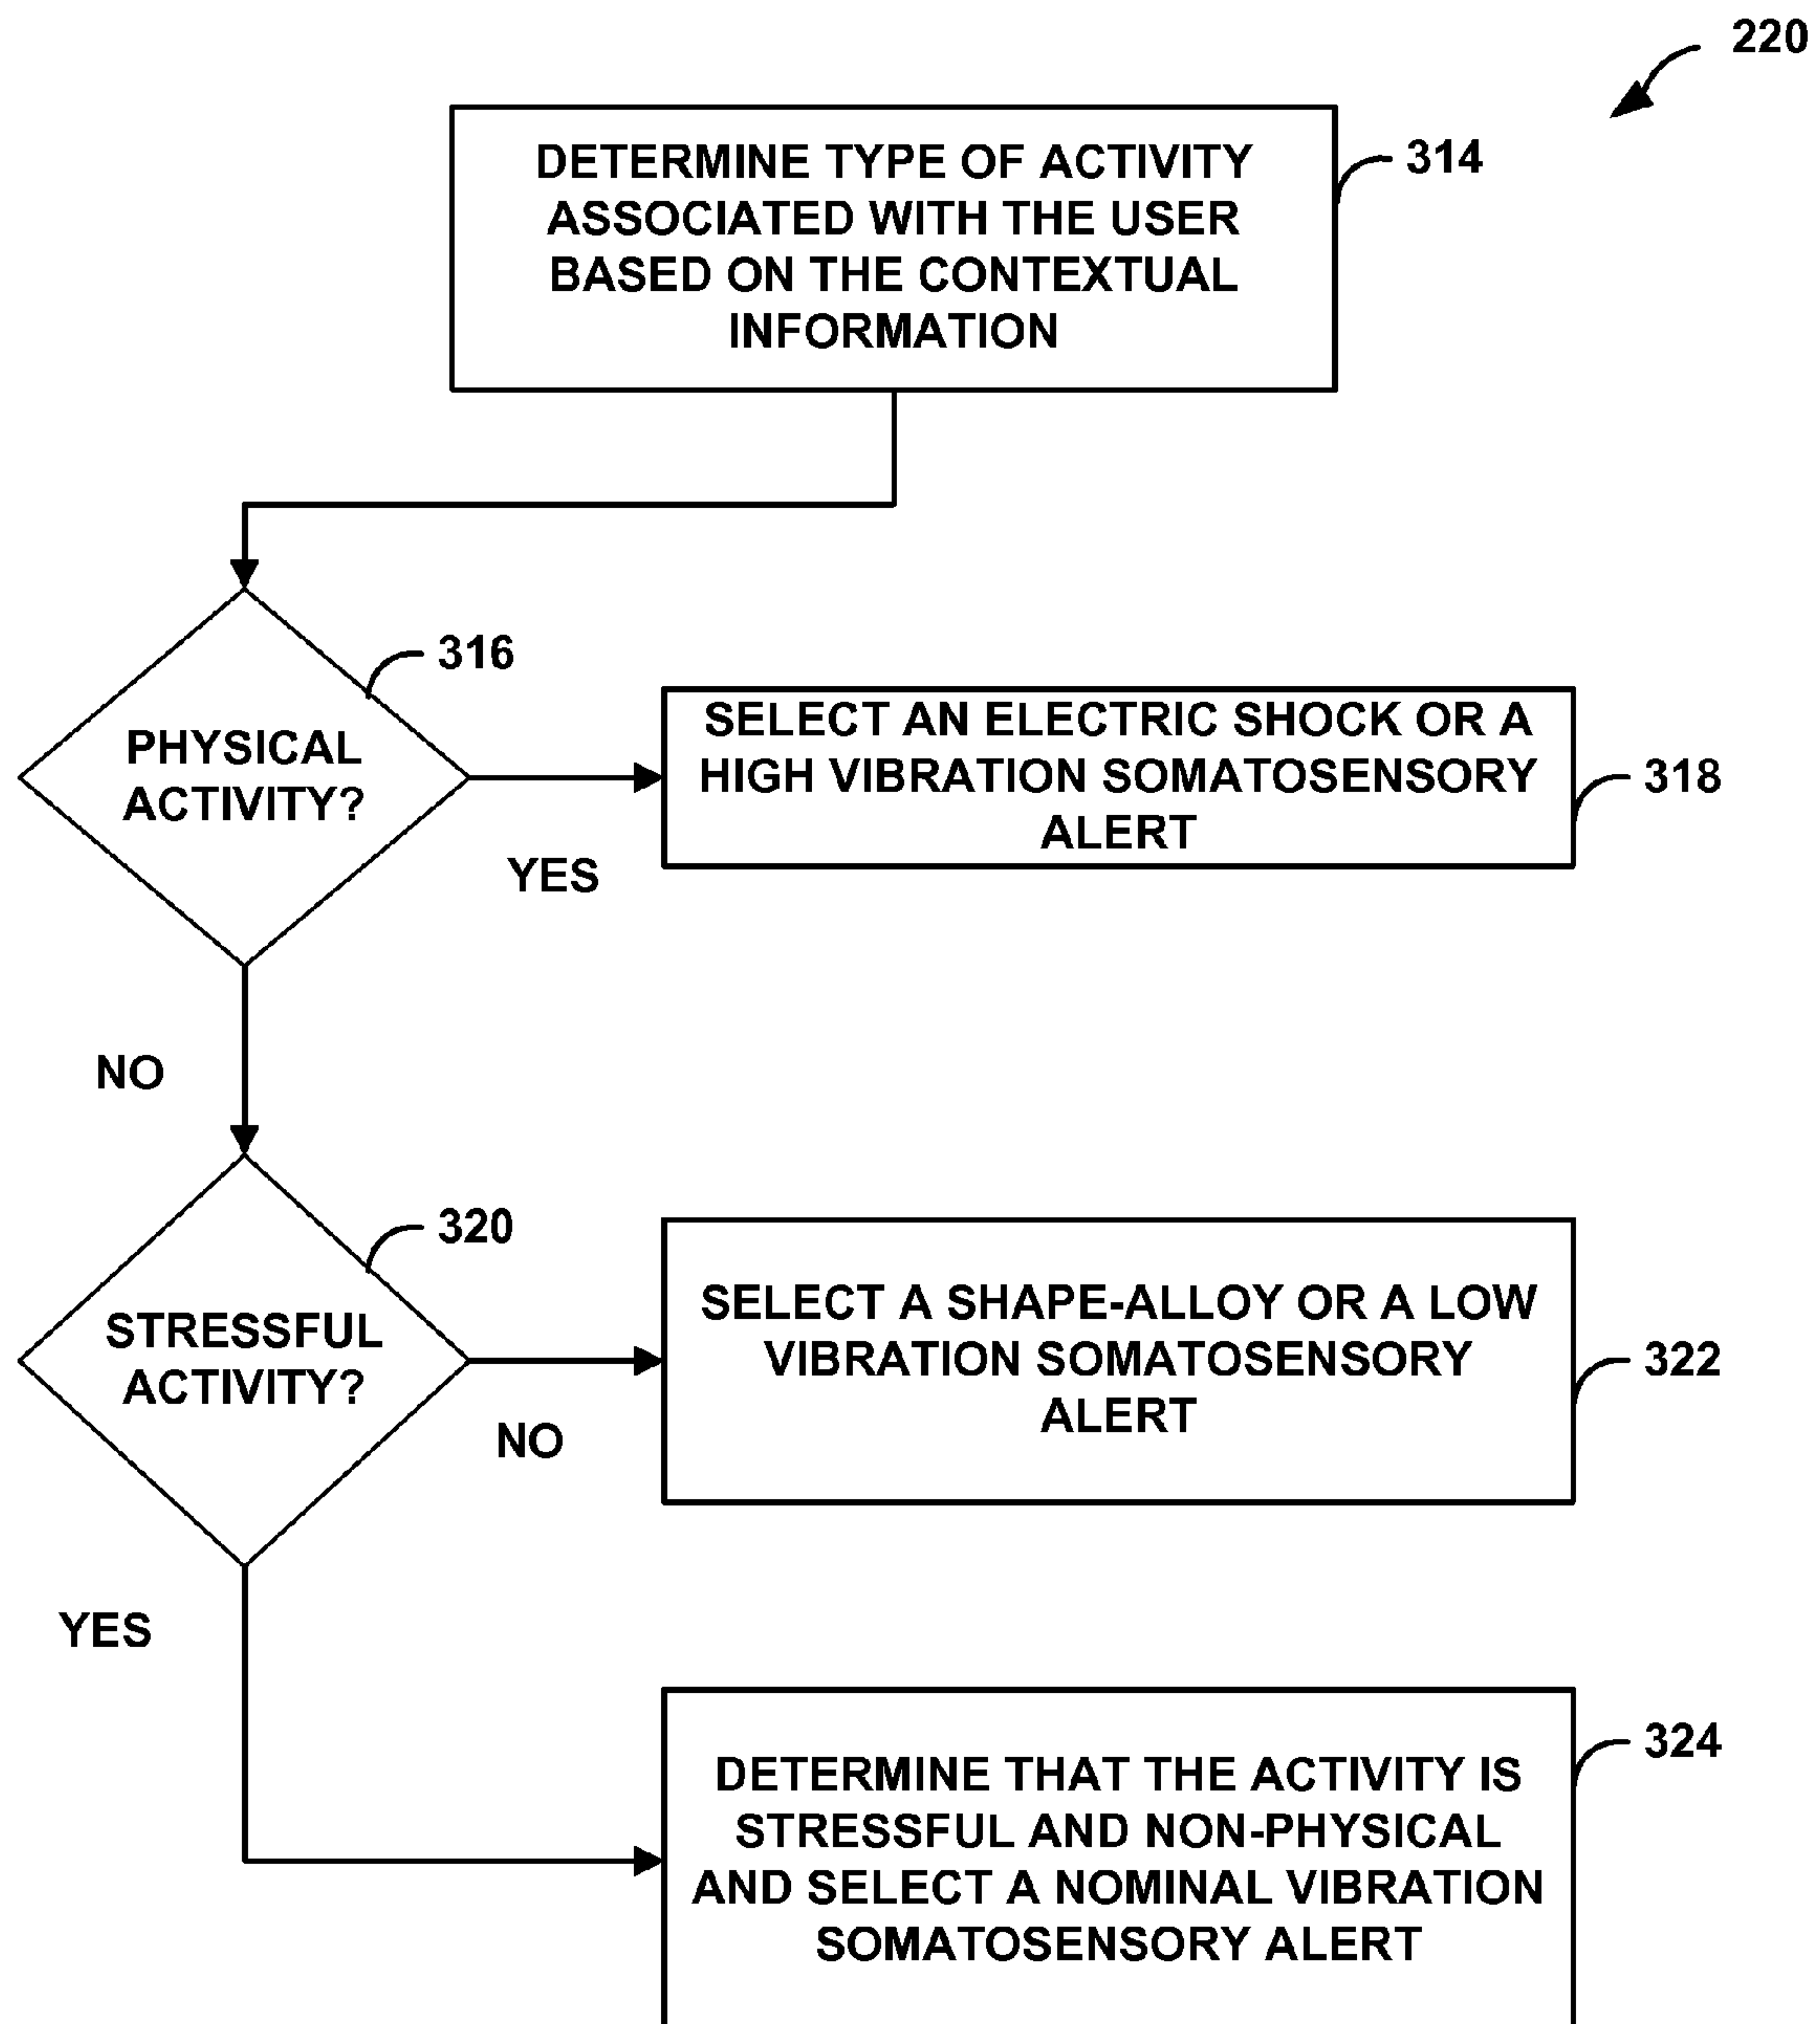 220
DETERMINE TYPE OF ACTIVITY
ASSOCIATED WITH THE USER
BASED ON THE CONTEXTUAL
INFORMATION
314
PHYSICAL
ACTIVITY?
316
YES
SELECT AN ELECTRIC SHOCK OR A
HIGH VIBRATION SOMATOSENSORY
ALERT
318
NO
STRESSFUL
ACTIVITY?
320
NO
SELECT A SHAPE-ALLOY OR A LOW
VIBRATION SOMATOSENSORY
ALERT
322
YES
DETERMINE THAT THE ACTIVITY IS
STRESSFUL AND NON-PHYSICAL
AND SELECT A NOMINAL VIBRATION
SOMATOSENSORY ALERT
324